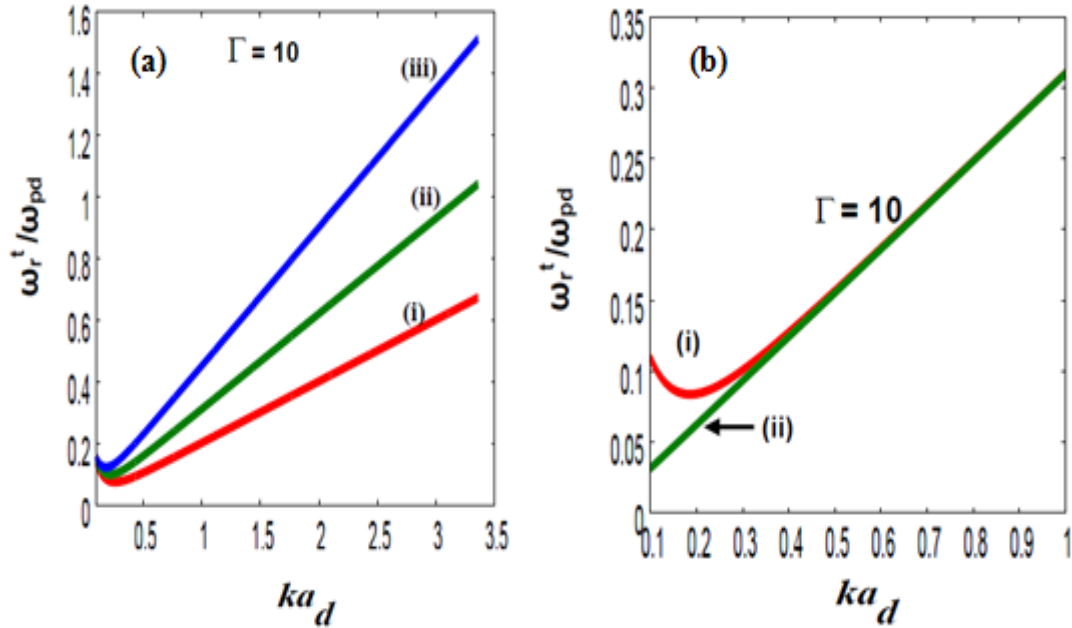 (a)
Γ = 10
(iii)
(ii)
(i)
1.6
1.4
1.2
1
0.8
0.6
0.4
0.2
0
0.5
1
1.5
2
2.5
3
3.5
ω_r^t/ω_pd
ka_d
(b)
Γ = 10
(i)
(ii)
0.35
0.3
0.25
0.2
0.15
0.1
0.05
0
0.1
0.2
0.3
0.4
0.5
0.6
0.7
0.8
0.9
1
ω_r^t/ω_pd
ka_d